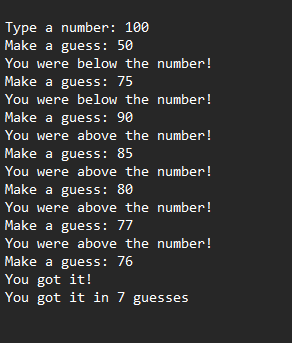 Type a number: 100
Make a guess: 50
You were below the number!
Make a guess: 75
You were below the number!
Make a guess: 90
You were above the number!
Make a guess: 85
You were above the number!
Make a guess: 80
You were above the number!
Make a guess: 77
You were above the number!
Make a guess: 76
You got it!
You got it in 7 guesses